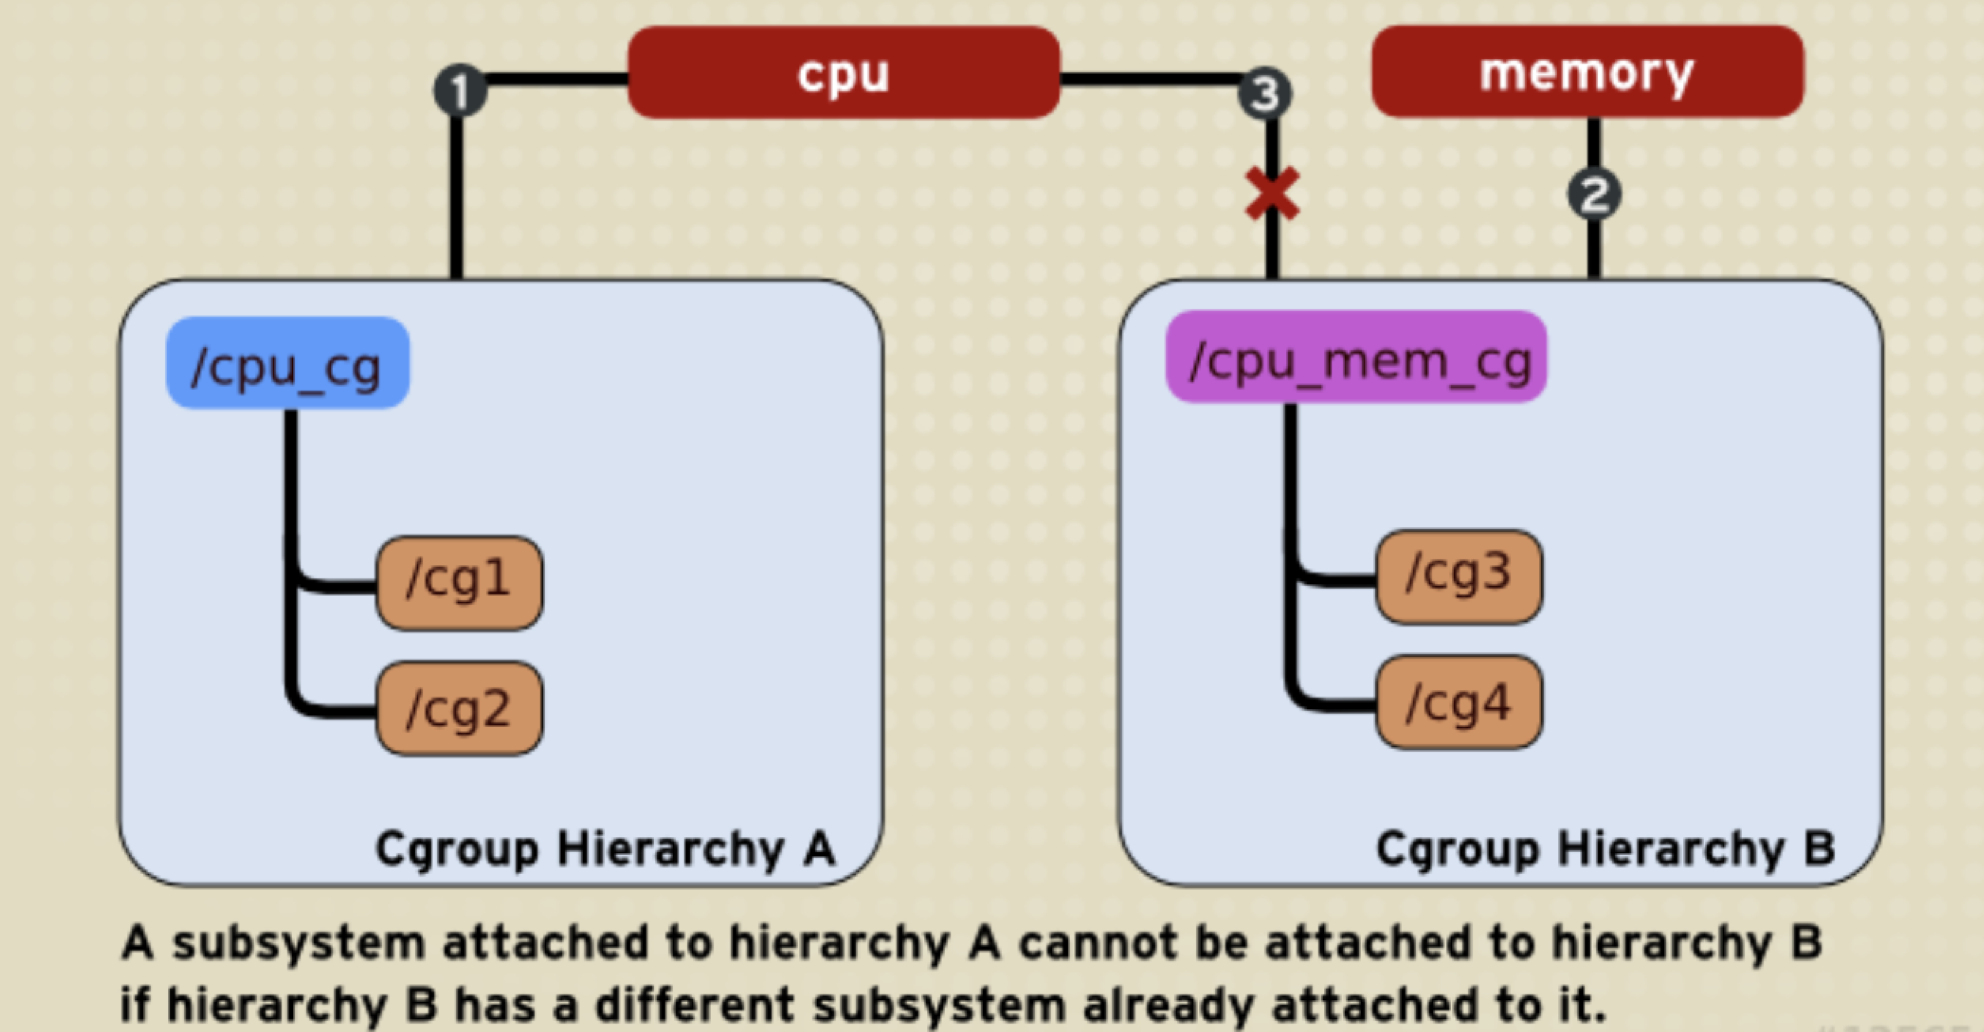 cpu
memory
1
3
2
/cpu_cg
/cg1
/cg2
Cgroup Hierarchy A
/cpu_mem_cg
/cg3
/cg4
Cgroup Hierarchy B
A subsystem attached to hierarchy A cannot be attached to hierarchy B
if hierarchy B has a different subsystem already attached to it.